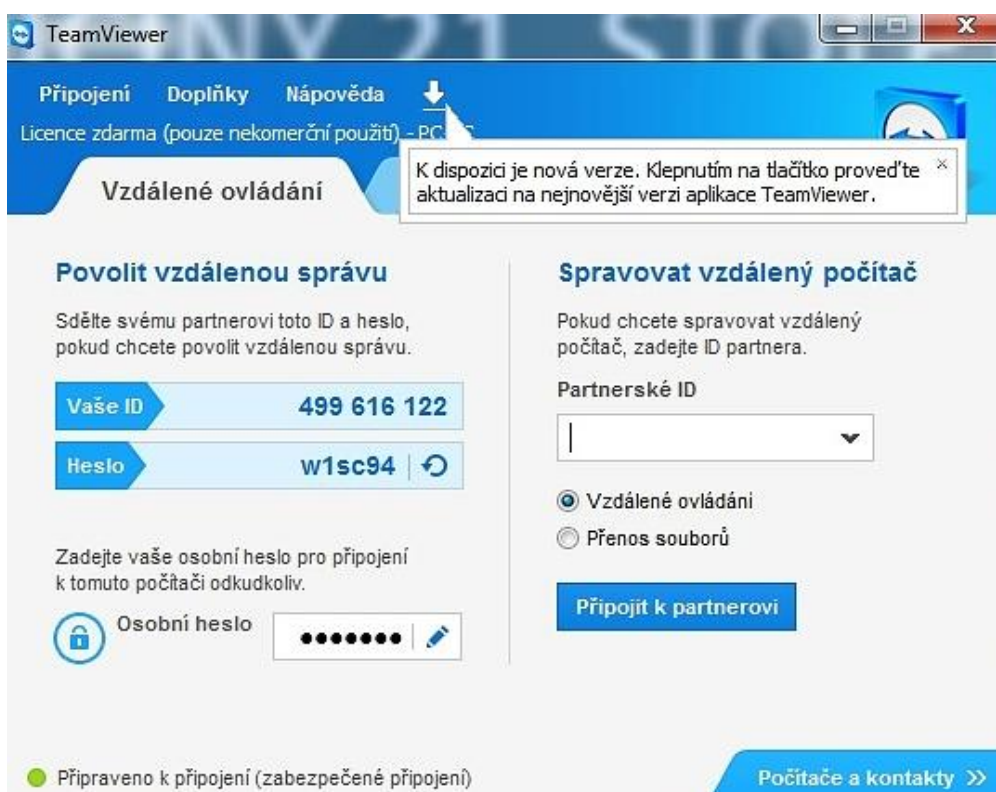 TeamViewer
Připojení Doplňky Nápověda
Licence zdarma (pouze nekomerční použití) - PC
K dispozici je nová verze. Klepnutím na tlačítko proveďte
aktualizaci na nejnovější verzi aplikace TeamViewer.
Vzdálené ovládání
Povolit vzdálenou správu
Sdělte svému partnerovi toto ID a heslo,
pokud chcete povolit vzdálenou správu.
Vaše ID 499 616 122
Heslo w1sc94
Zadejte vaše osobní heslo pro připojení
k tomuto počítači odkudkoliv.
Osobní heslo
Spravovat vzdálený počítač
Pokud chcete spravovat vzdálený
počítač, zadejte ID partnera.
Partnerské ID
Vzdálené ovládání
Přenos souborů
Připojit k partnerovi
Připraveno k připojení (zabezpečené připojení)
Počítače a kontakty